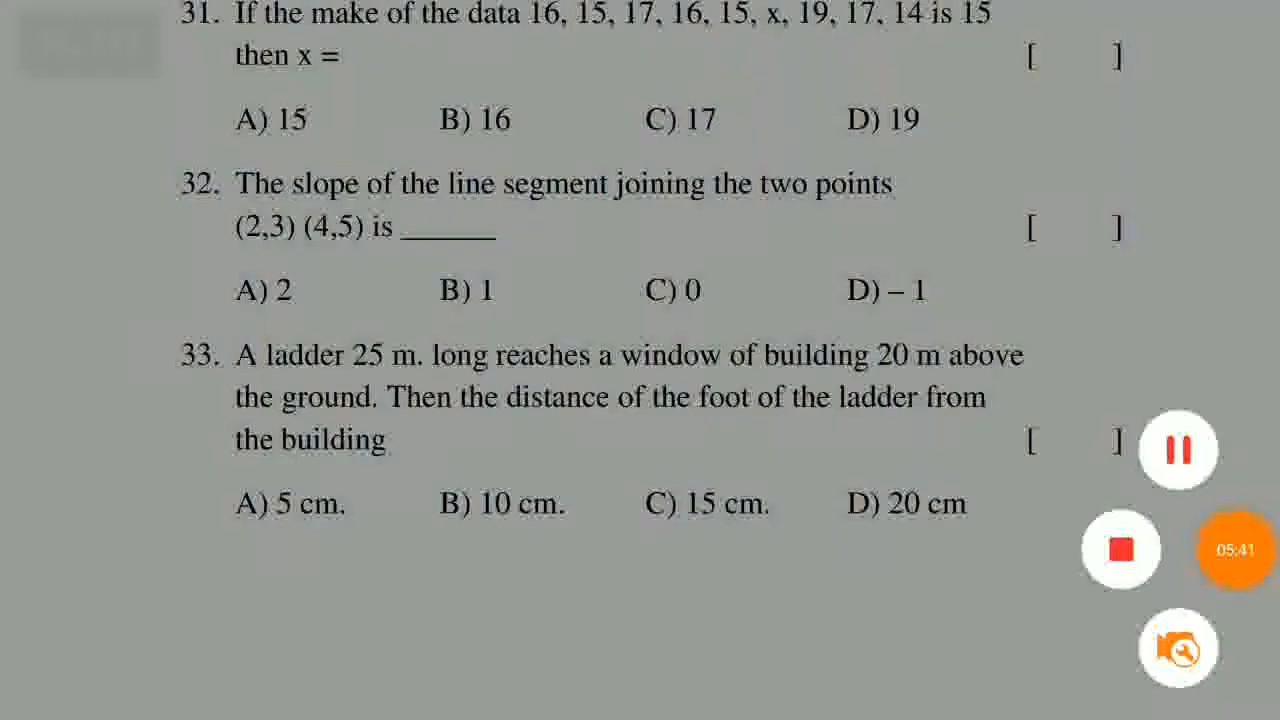 31. If the make of the data 16, 15, 17, 16, 15, x, 19, 17, 14 is 15
then x = [ ]
A) 15 B) 16 C) 17 D) 19
32. The slope of the line segment joining the two points
(2,3) (4,5) is ______ [ ]
A) 2 B) 1 C) 0 D) – 1
33. A ladder 25 m. long reaches a window of building 20 m above
the ground. Then the distance of the foot of the ladder from
the building [ ]
A) 5 cm. B) 10 cm. C) 15 cm. D) 20 cm
05:41